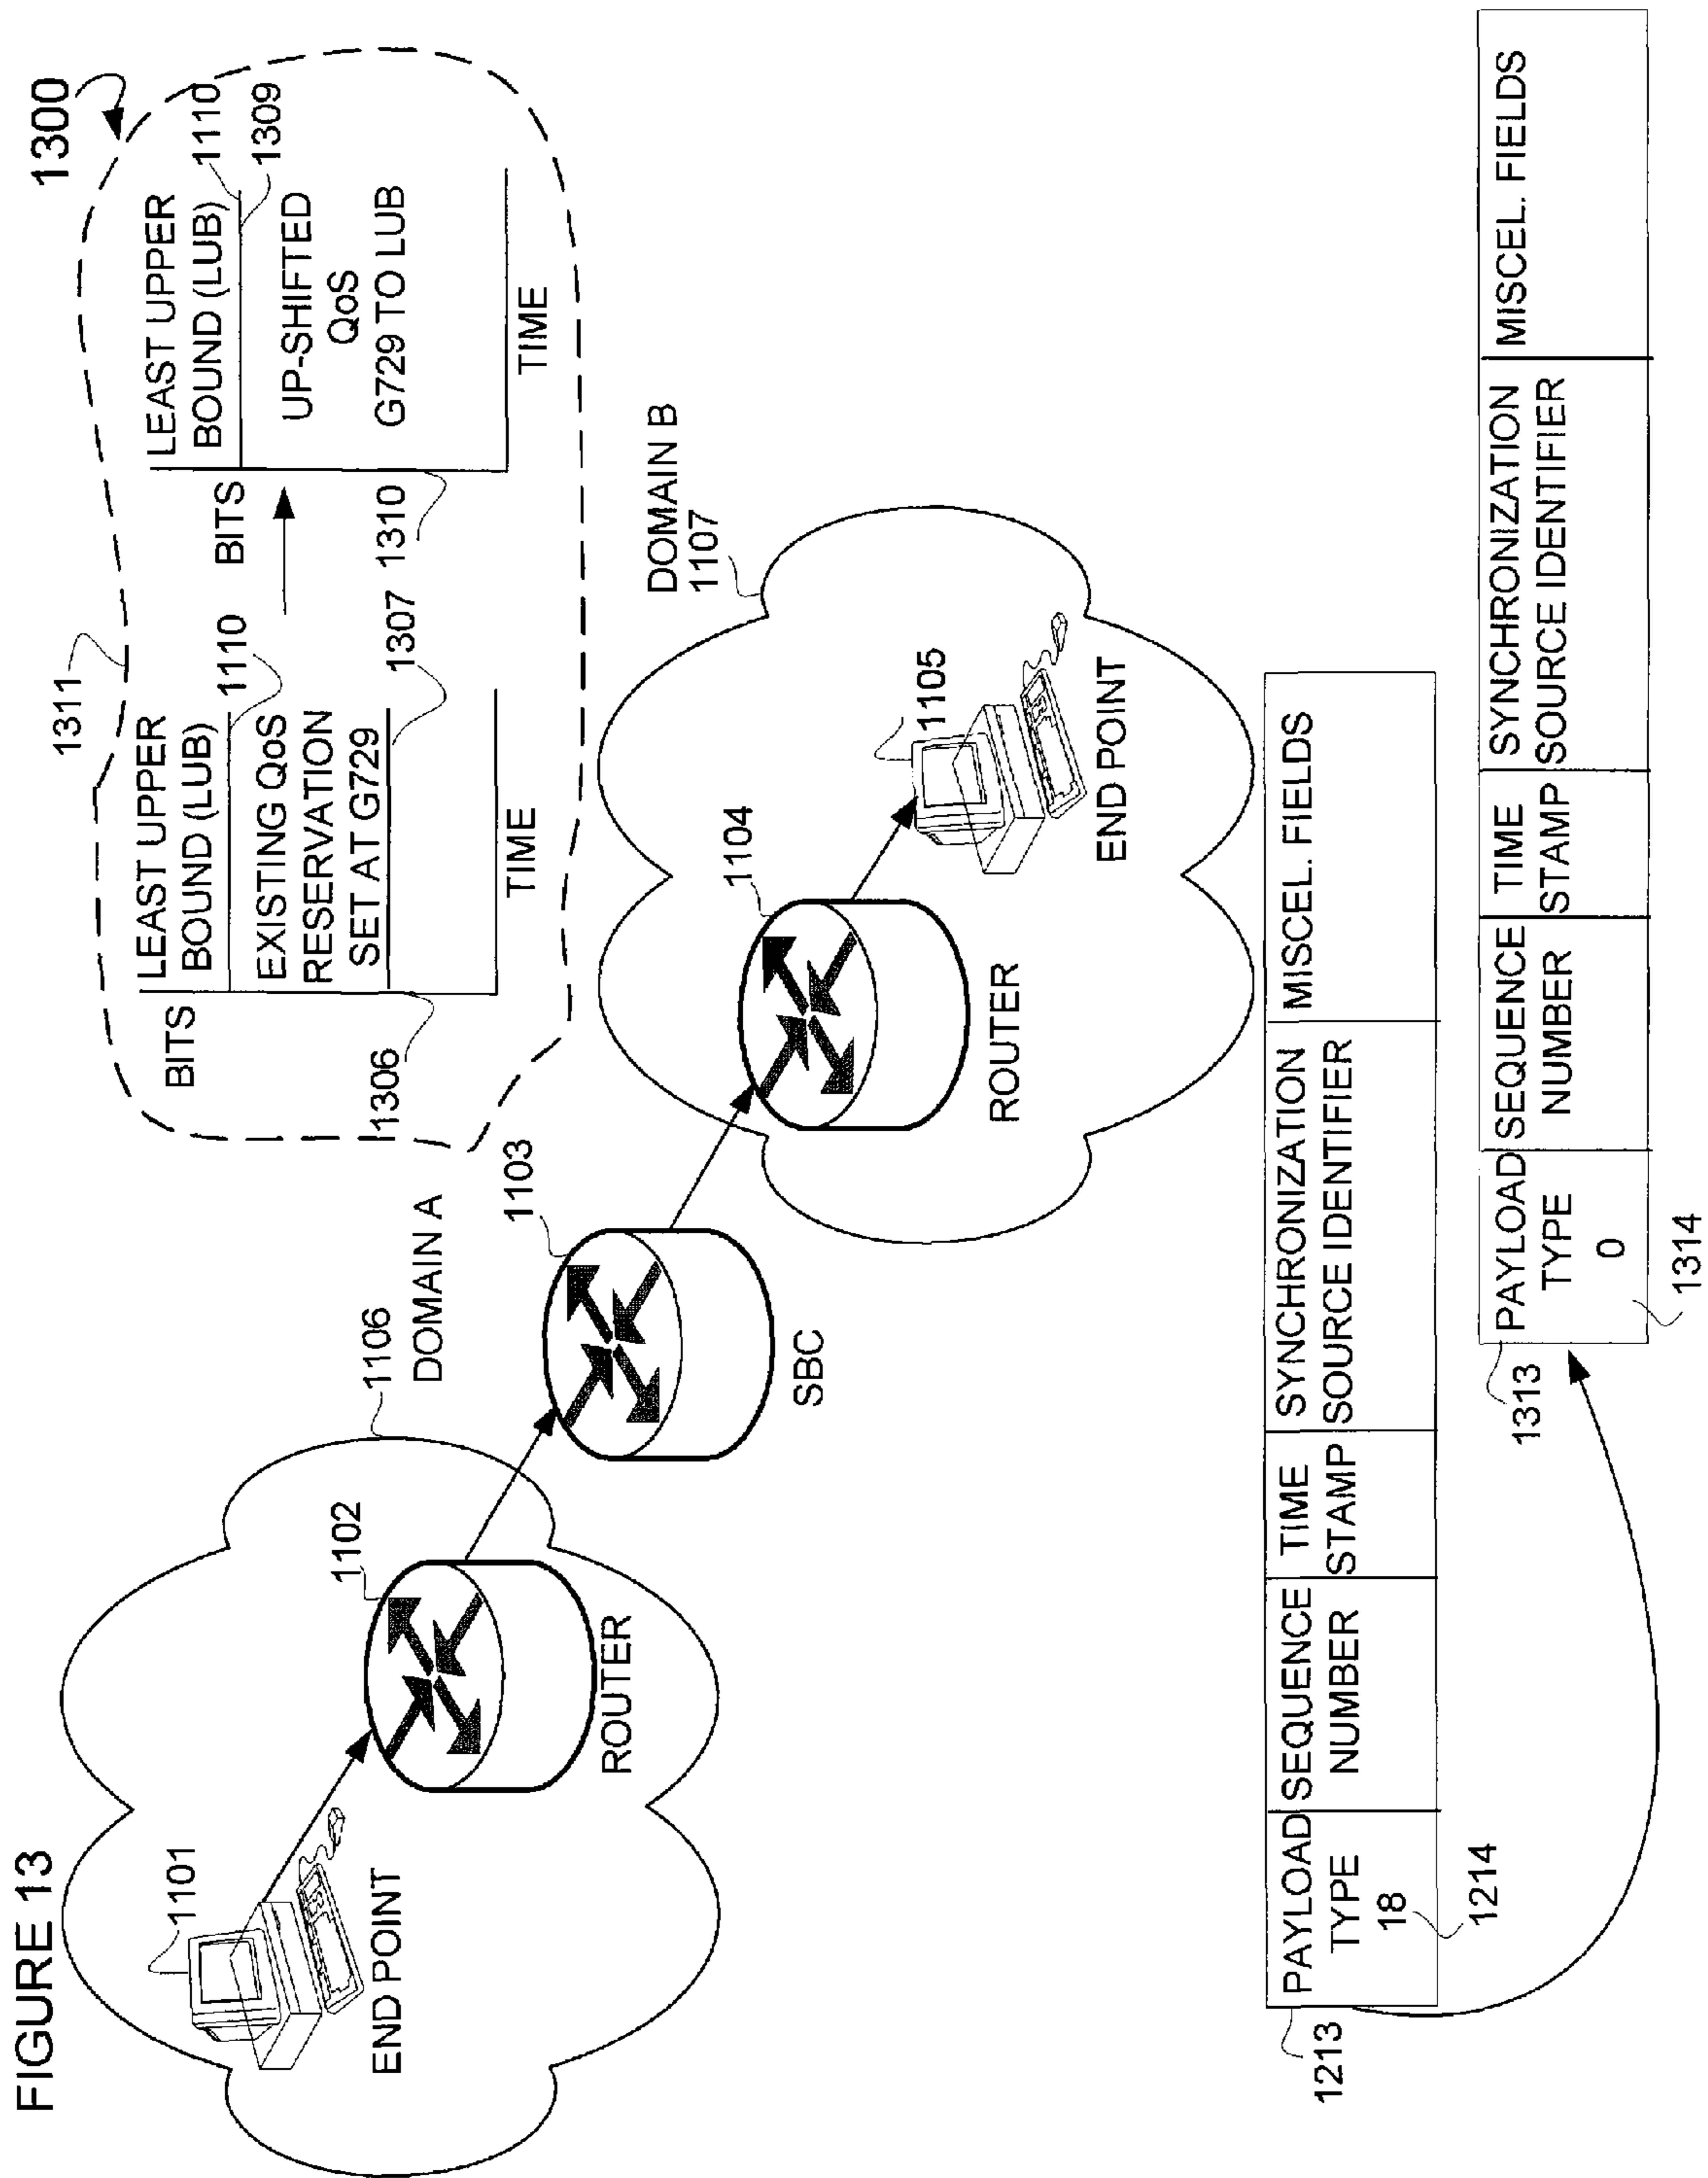 FIGURE 13
1300
1311
BITS
LEAST UPPER
BOUND (LUB)
1110
EXISTING QoS
RESERVATION
SET AT G729
1307
TIME
1306
BITS
LEAST UPPER
BOUND (LUB)
1110
1309
UP-SHIFTED
QoS
G729 TO LUB
TIME
1310
1101
END POINT
1102
ROUTER
1106
DOMAIN A
1103
SBC
1104
ROUTER
DOMAIN B
1107
1105
END POINT
1213
PAYLOAD
TYPE
18
1214
SEQUENCE
NUMBER
TIME
STAMP
SYNCHRONIZATION
SOURCE IDENTIFIER
MISCEL. FIELDS
1313
PAYLOAD
TYPE
0
1314
SEQUENCE
NUMBER
TIME
STAMP
SYNCHRONIZATION
SOURCE IDENTIFIER
MISCEL. FIELDS